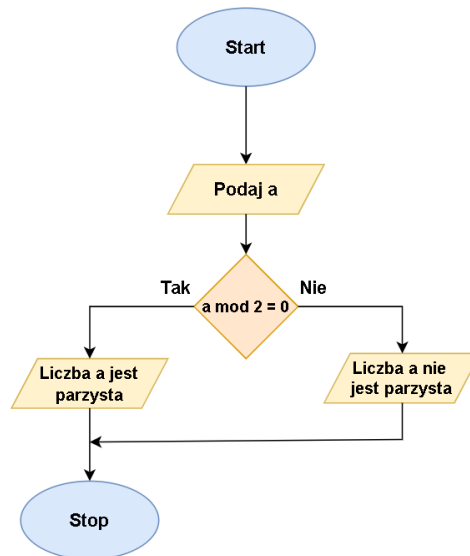 Start
Podaj a
Tak
Nie
a mod 2 = 0
Liczba a jest
parzysta
Liczba a nie
jest parzysta
Stop